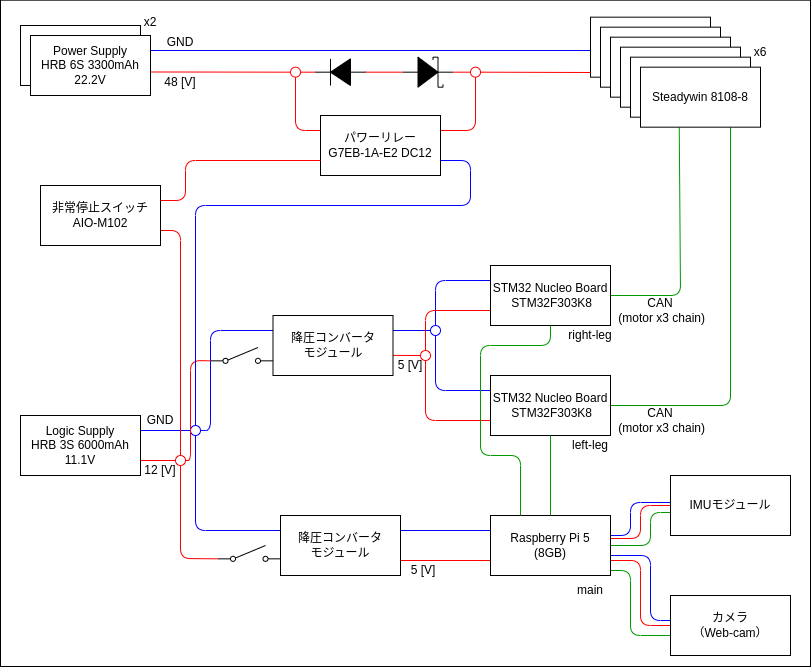 x2
Power Supply
HRB 6S 3300mAh
22.2V
GND
48 [V]
x6
Steadywin 8108-8
パワーリレー
G7EB-1A-E2 DC12
非常停止スイッチ
AIO-M102
STM32 Nucleo Board
STM32F303K8
right-leg
CAN
(motor x3 chain)
降圧コンバータ
モジュール
5 [V]
STM32 Nucleo Board
STM32F303K8
left-leg
CAN
(motor x3 chain)
Logic Supply
HRB 3S 6000mAh
11.1V
GND
12 [V]
降圧コンバータ
モジュール
5 [V]
Raspberry Pi 5
(8GB)
main
IMUモジュール
カメラ
（Web-cam）